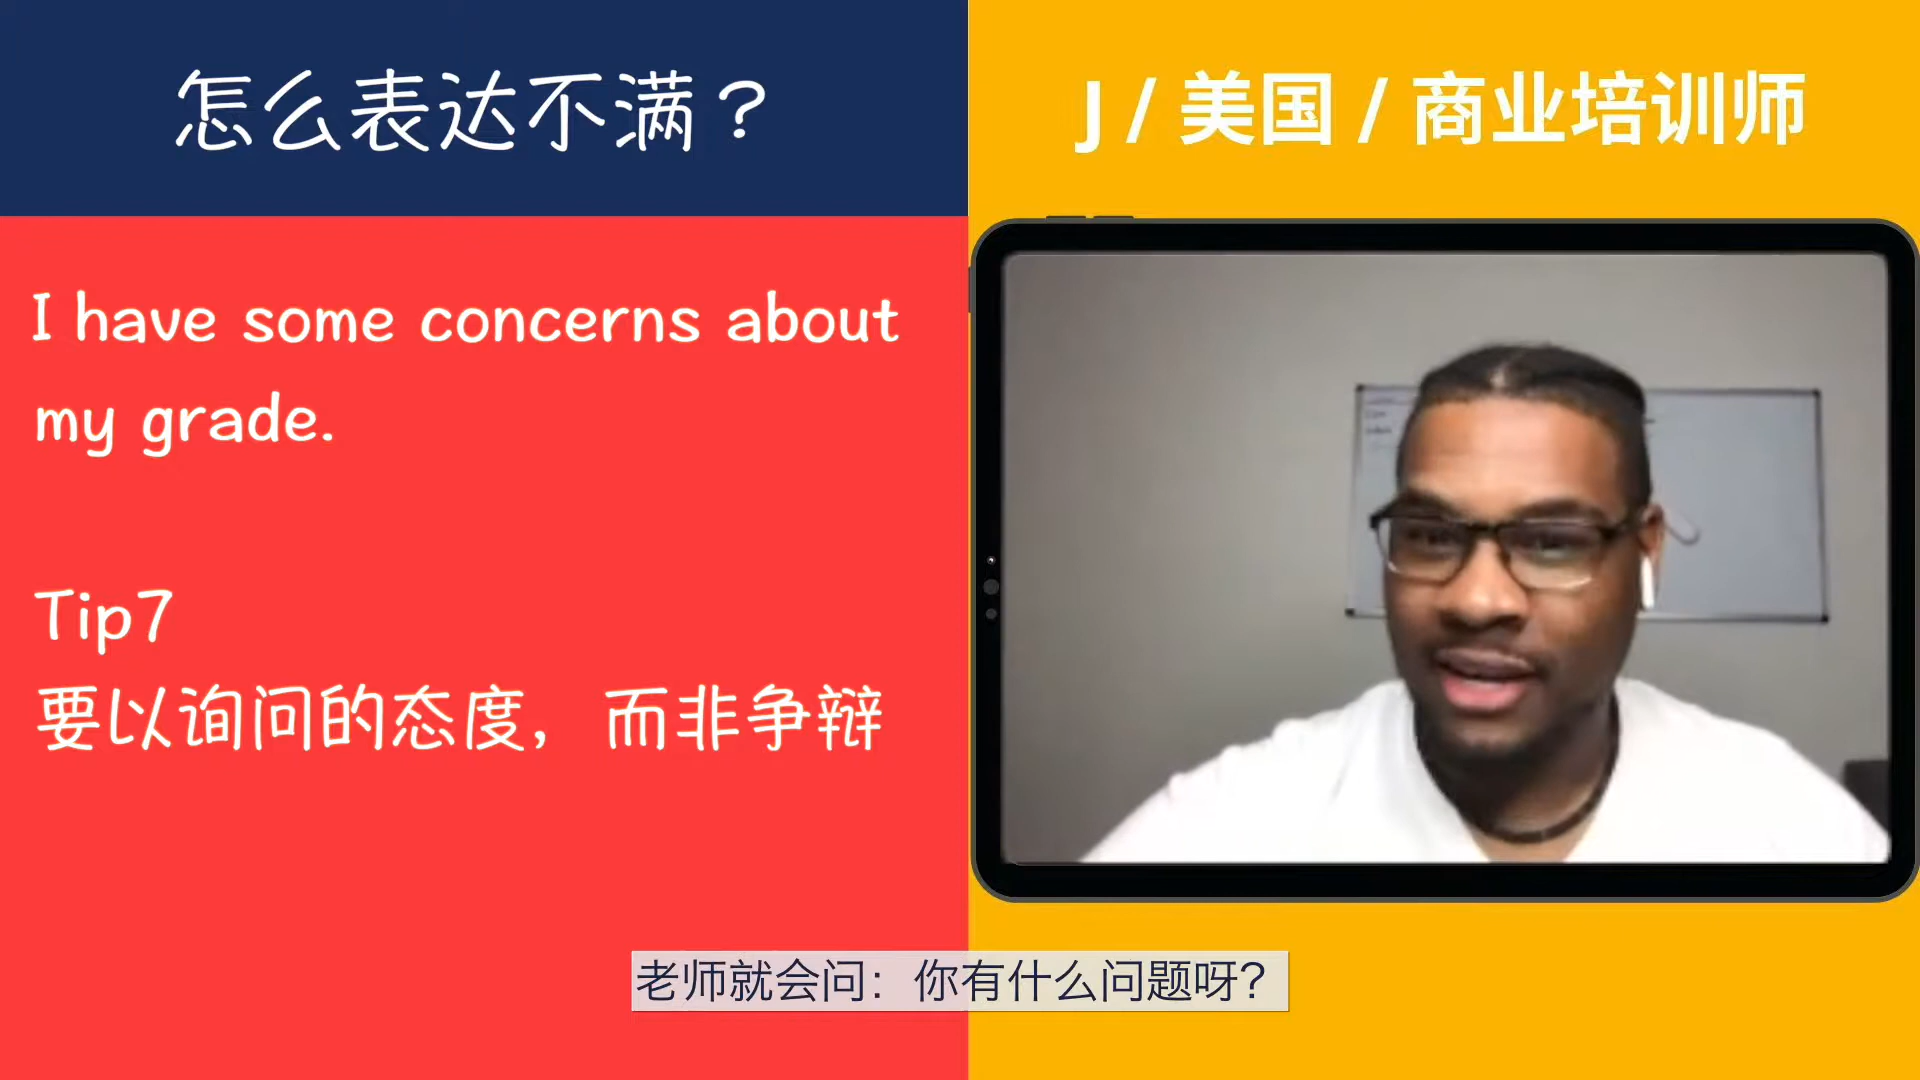 怎么表达不满？
J / 美国 / 商业培训师
I have some concerns about
my grade.
Tip7
要以询问的态度，而非争辩
老师就会问：你有什么问题呀？